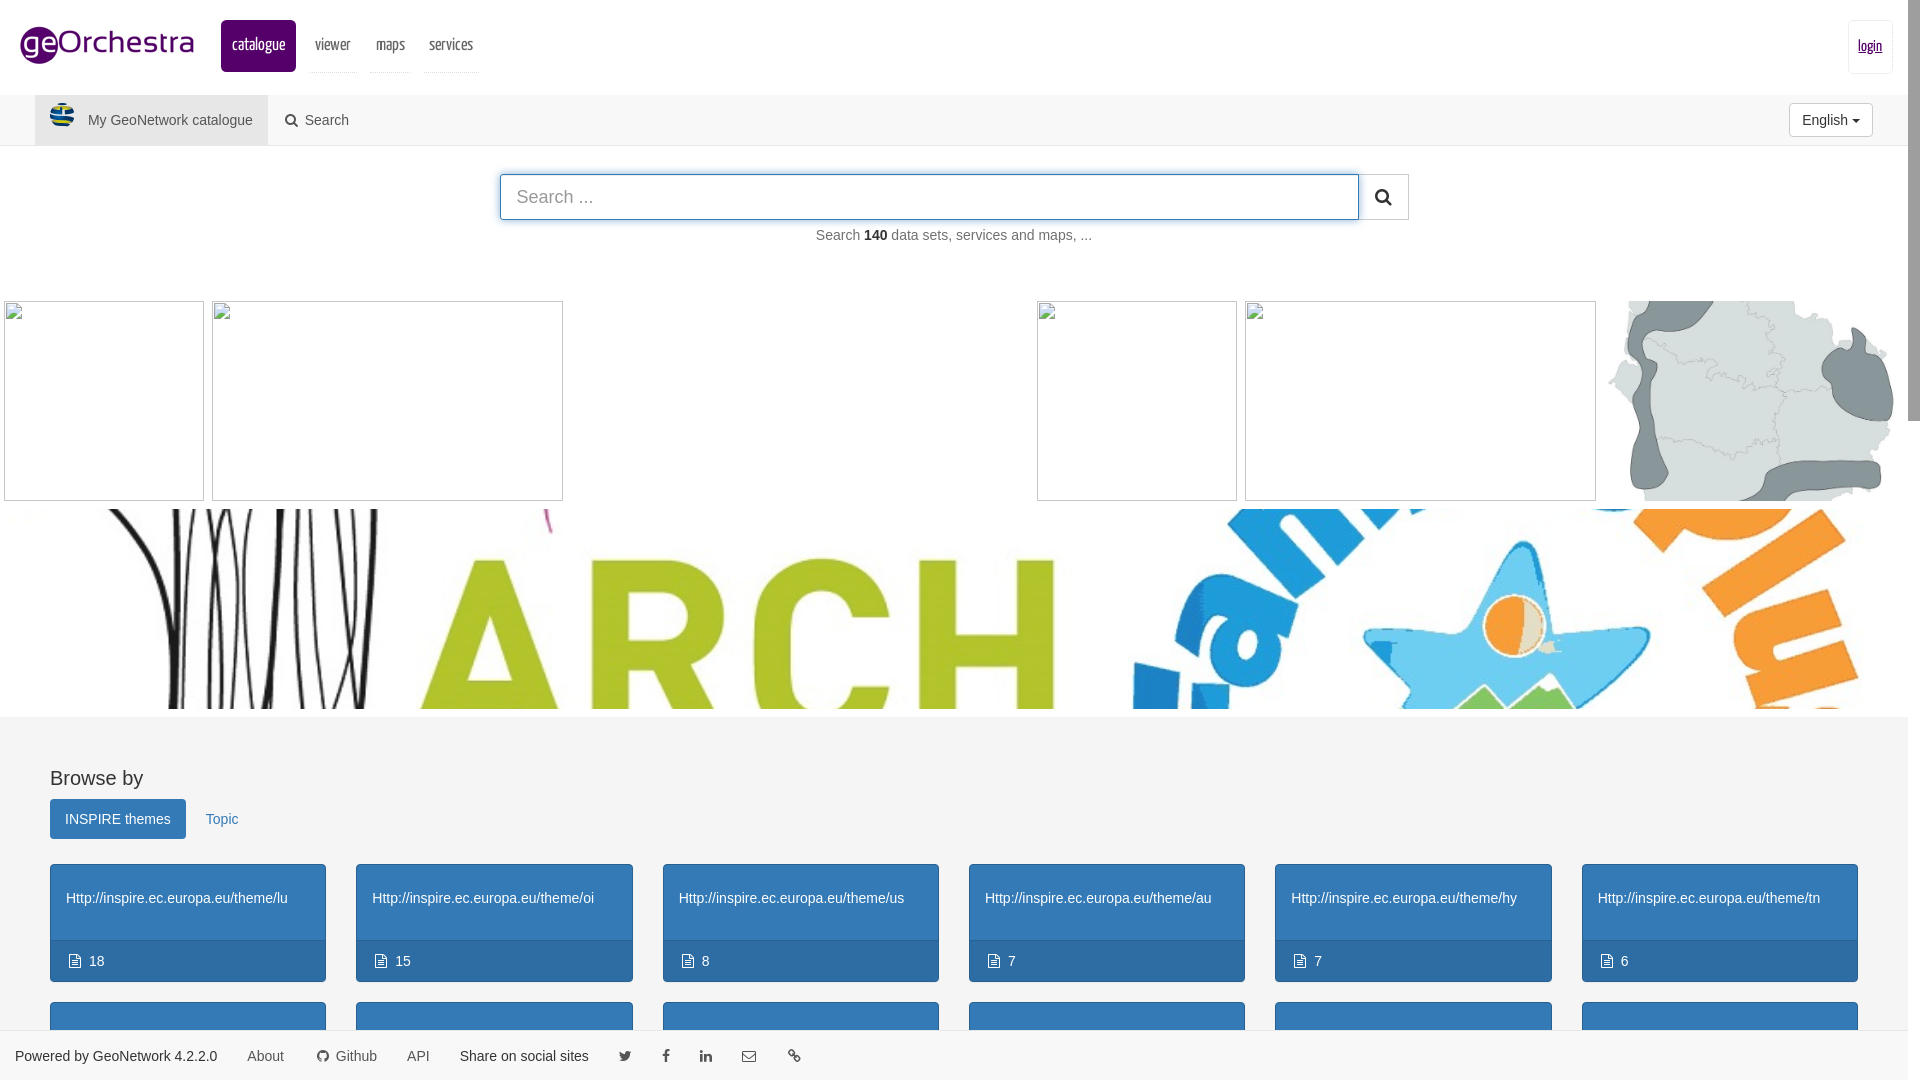 geOrchestra
catalogue
viewer
maps
services
login
My GeoNetwork catalogue
Search
English
Search ...
Search 140 data sets, services and maps, ...
ARCH
Browse by
INSPIRE themes
Topic
Http://inspire.ec.europa.eu/theme/lu
Http://inspire.ec.europa.eu/theme/oi
Http://inspire.ec.europa.eu/theme/us
Http://inspire.ec.europa.eu/theme/au
Http://inspire.ec.europa.eu/theme/hy
Http://inspire.ec.europa.eu/theme/tn
18
15
8
7
7
6
Powered by GeoNetwork 4.2.2.0
About
Github
API
Share on social sites